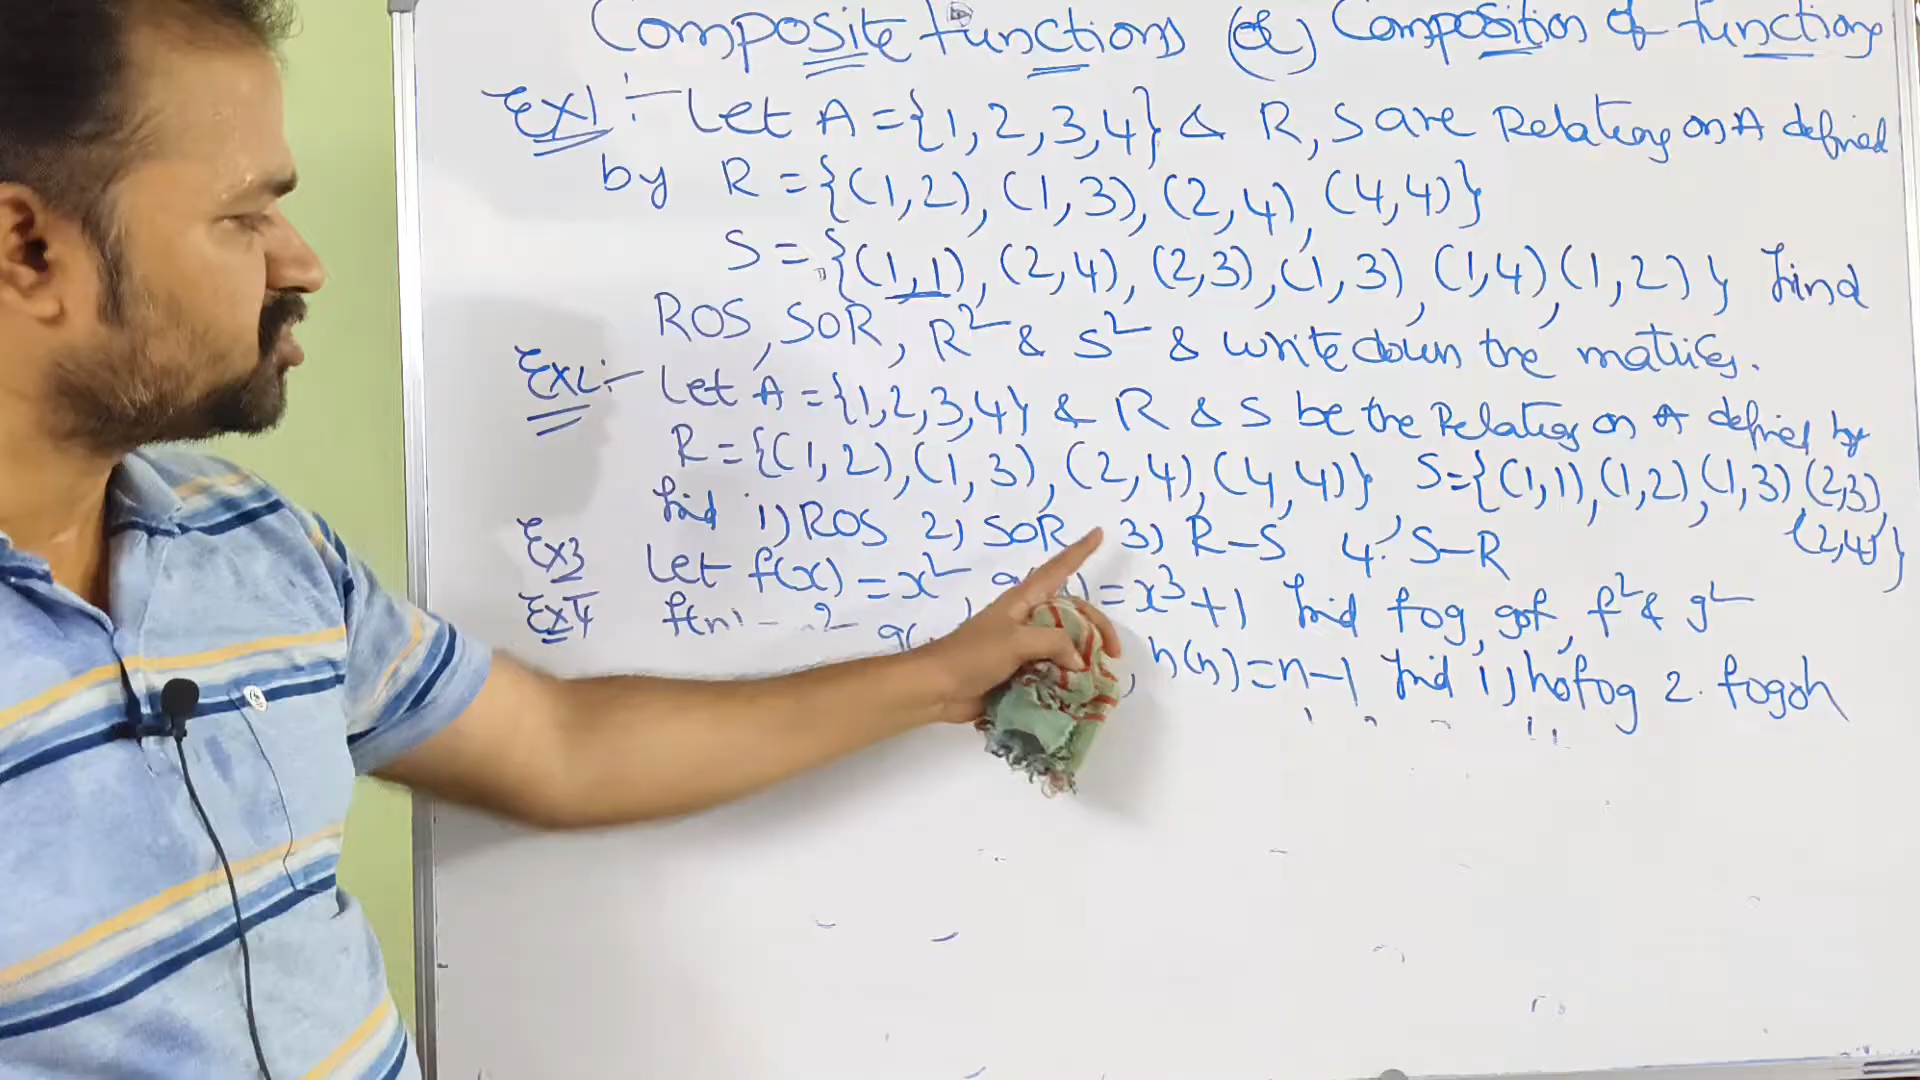 Composite Functions (or) Composition of Functions
Ex1:- Let A = {1,2,3,4} & R, S are Relations on A defined
by R = {(1,2), (1,3), (2,4), (4,4)}
S = {(1,1), (2,4), (2,3), (1,3), (1,4), (1,2)} find
ROS, SOR, R² & S² & write down the matrices.
Ex2:- Let A = {1,2,3,4} & R & S be the Relations on A defined by
R = {(1,2), (1,3), (2,4), (4,4)} S = {(1,1), (1,2), (1,3) (2,3),
(2,4)}
find 1) ROS 2) SOR 3) R-S 4. S-R
Ex3 Let f(x) = x², = x³+1 find fog, gof, f² & g²
Ex4 h(n) = n-1 find 1) hofog 2. fogoh